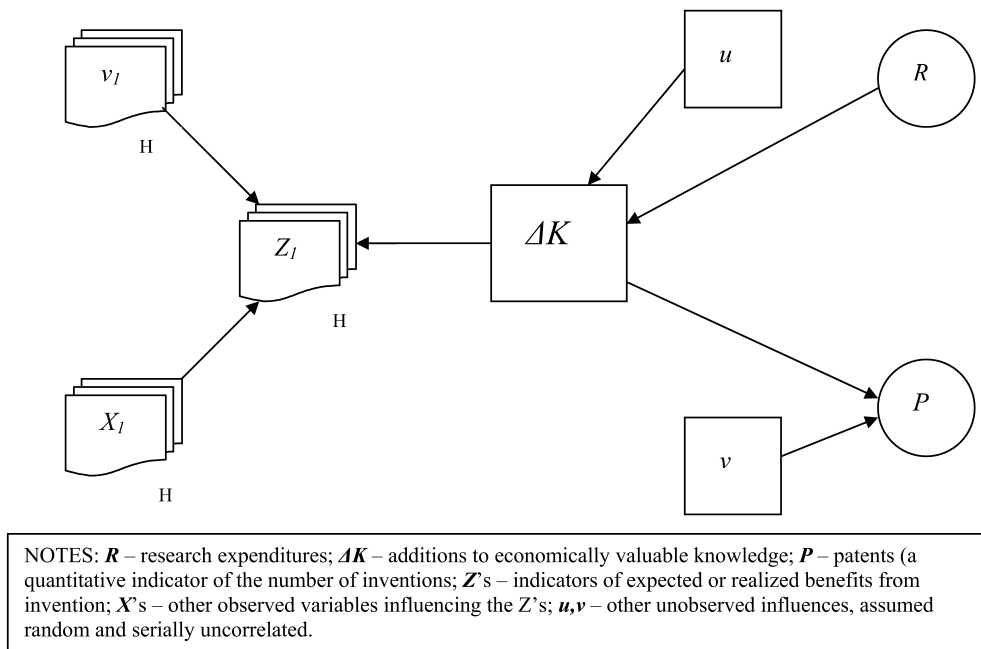 v1
u
R
H
Z1
ΔK
H
X1
P
v
H
NOTES: R – research expenditures; ΔK – additions to economically valuable knowledge; P – patents (a
quantitative indicator of the number of inventions; Z's – indicators of expected or realized benefits from
invention; X's – other observed variables influencing the Z's; u,v – other unobserved influences, assumed
random and serially uncorrelated.